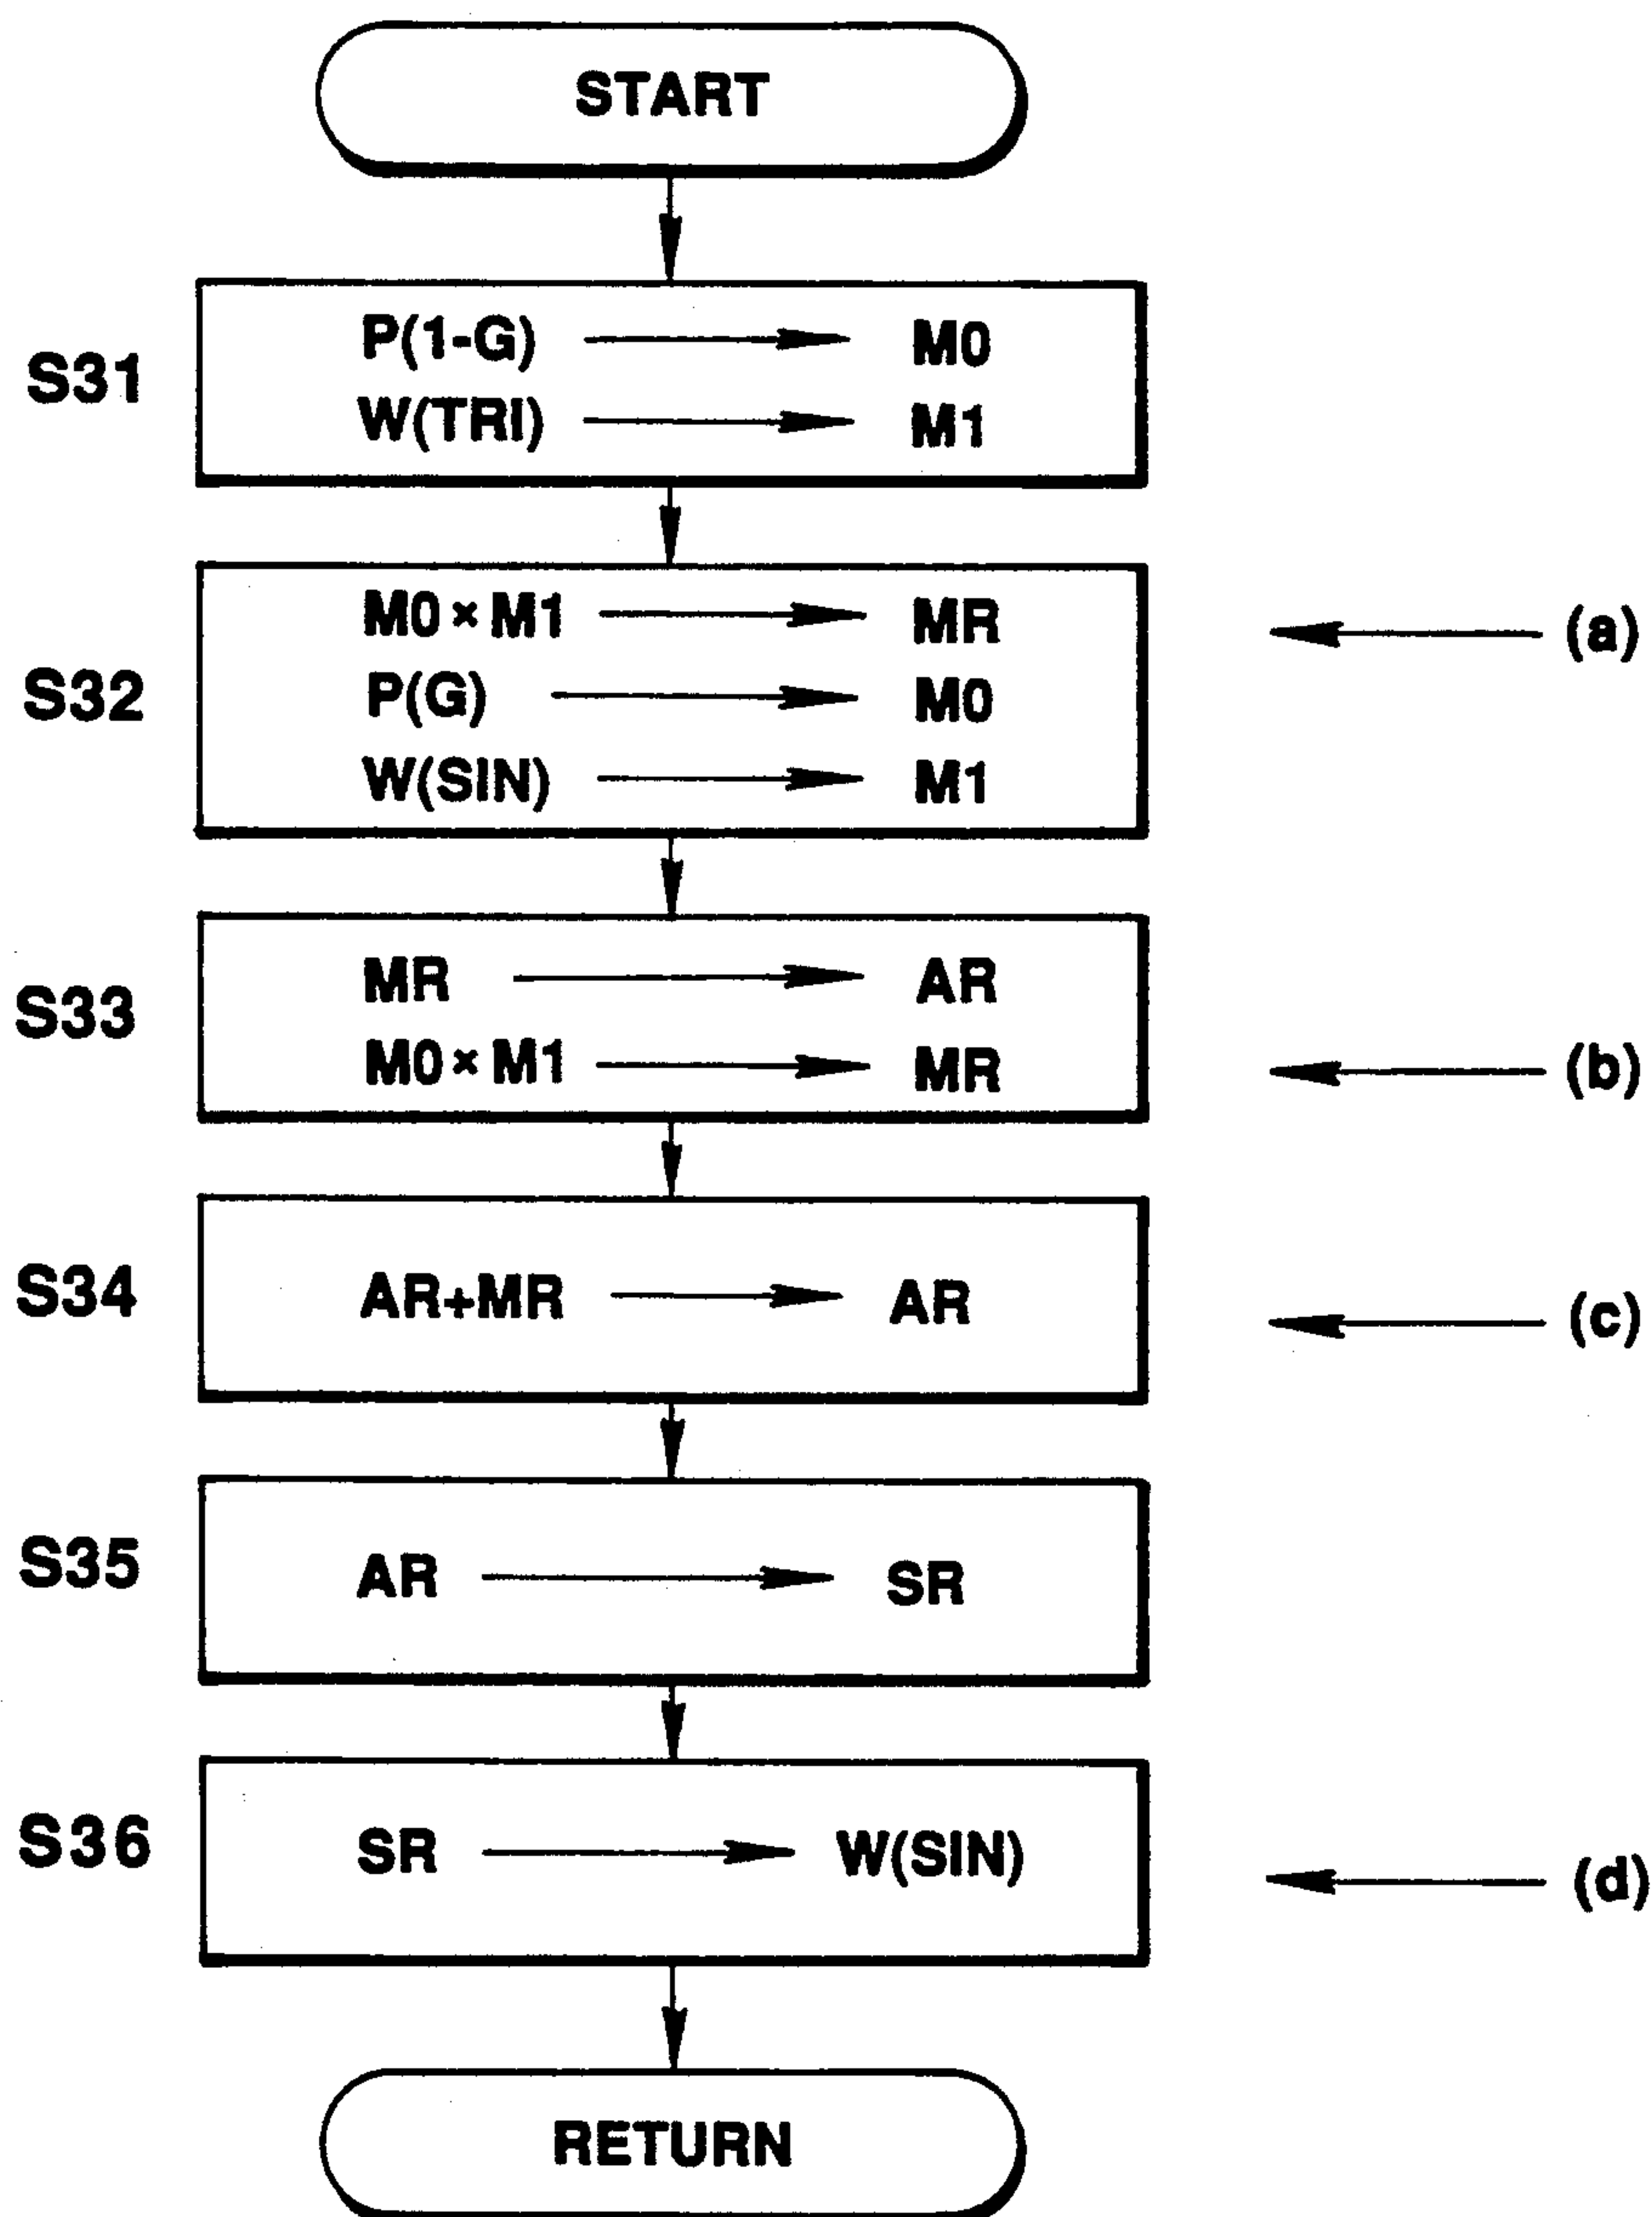 START
P(1-G) → M0
S31
W(TRI) → M1
M0 × M1 → MR
(a)
P(G) → M0
S32
W(SIN) → M1
MR → AR
S33
M0 × M1 → MR
(b)
S34
AR+MR → AR
(c)
S35
AR → SR
S36
SR → W(SIN)
(d)
RETURN